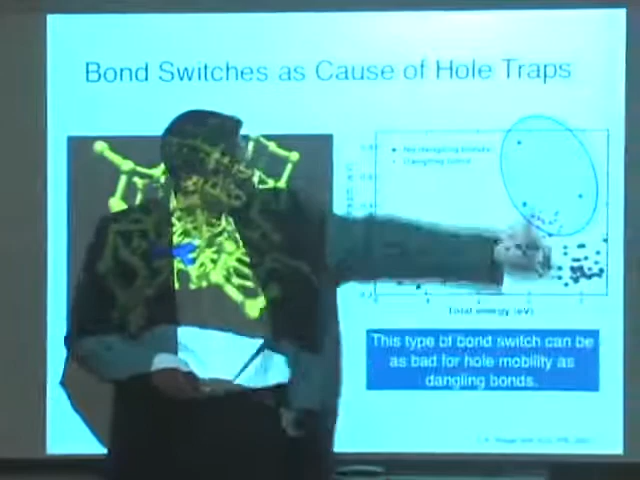 Bond Switches as Cause of Hole Traps
No dangling bonds
Dangling bond
Total energy (eV)
This type of bond switch can be
as bad for hole mobility as
dangling bonds.